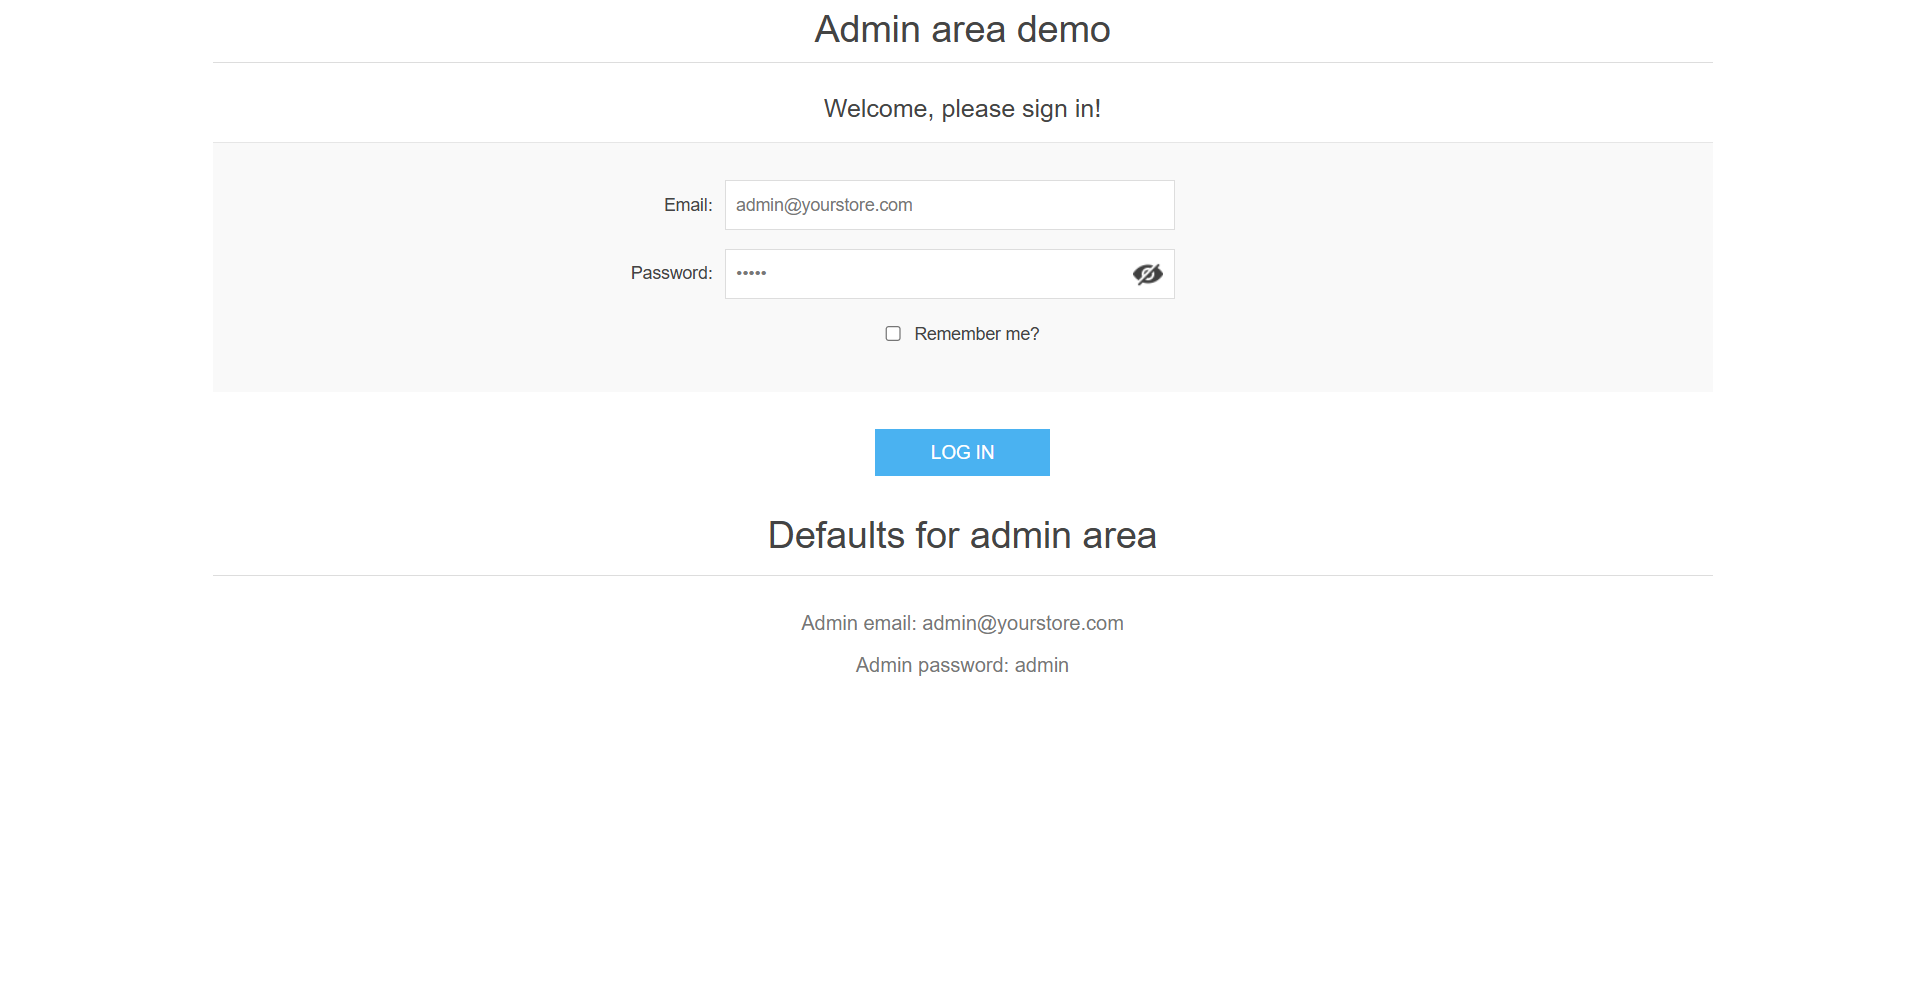 Admin area demo
Welcome, please sign in!
Email: admin@yourstore.com
Password: •••••
Remember me?
LOG IN
Defaults for admin area
Admin email: admin@yourstore.com
Admin password: admin